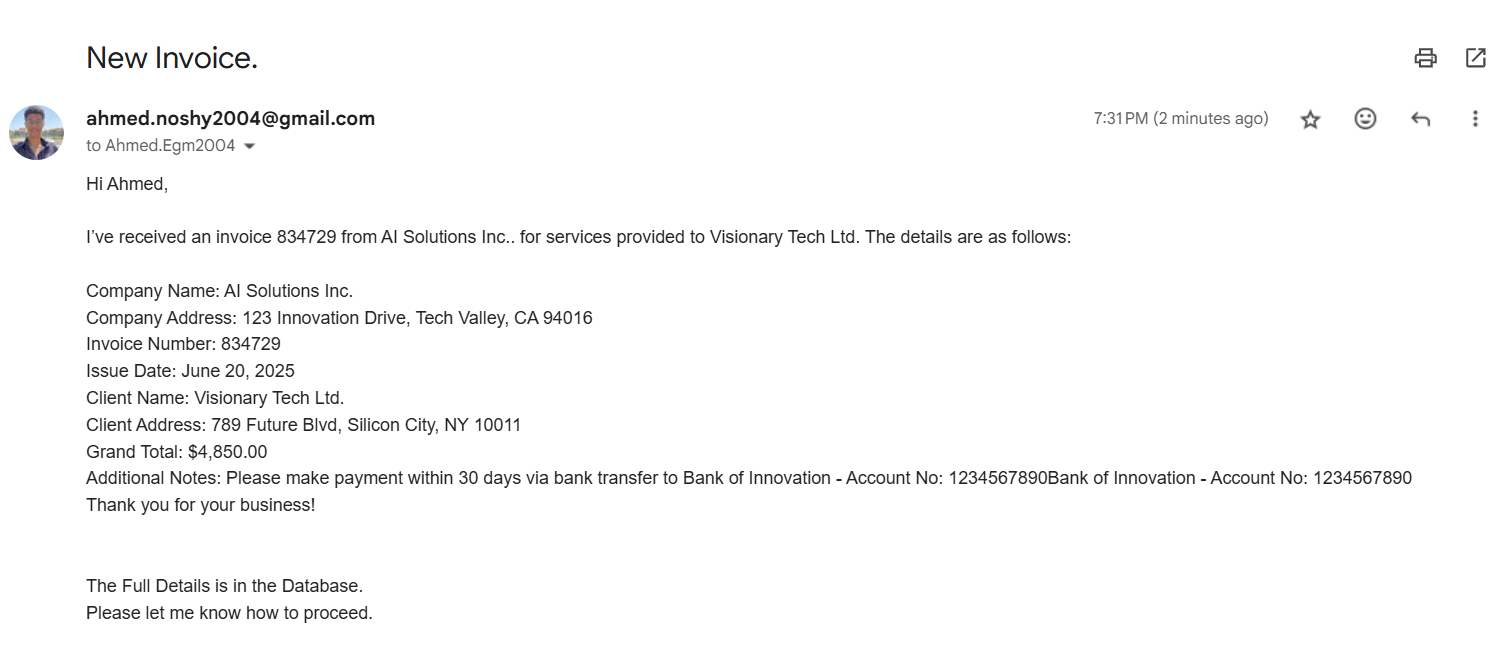 New Invoice.
ahmed.noshy2004@gmail.com
7:31 PM (2 minutes ago)
to Ahmed.Egm2004
Hi Ahmed,
I’ve received an invoice 834729 from AI Solutions Inc.. for services provided to Visionary Tech Ltd. The details are as follows:
Company Name: AI Solutions Inc.
Company Address: 123 Innovation Drive, Tech Valley, CA 94016
Invoice Number: 834729
Issue Date: June 20, 2025
Client Name: Visionary Tech Ltd.
Client Address: 789 Future Blvd, Silicon City, NY 10011
Grand Total: $4,850.00
Additional Notes: Please make payment within 30 days via bank transfer to Bank of Innovation - Account No: 1234567890Bank of Innovation - Account No: 1234567890
Thank you for your business!
The Full Details is in the Database.
Please let me know how to proceed.